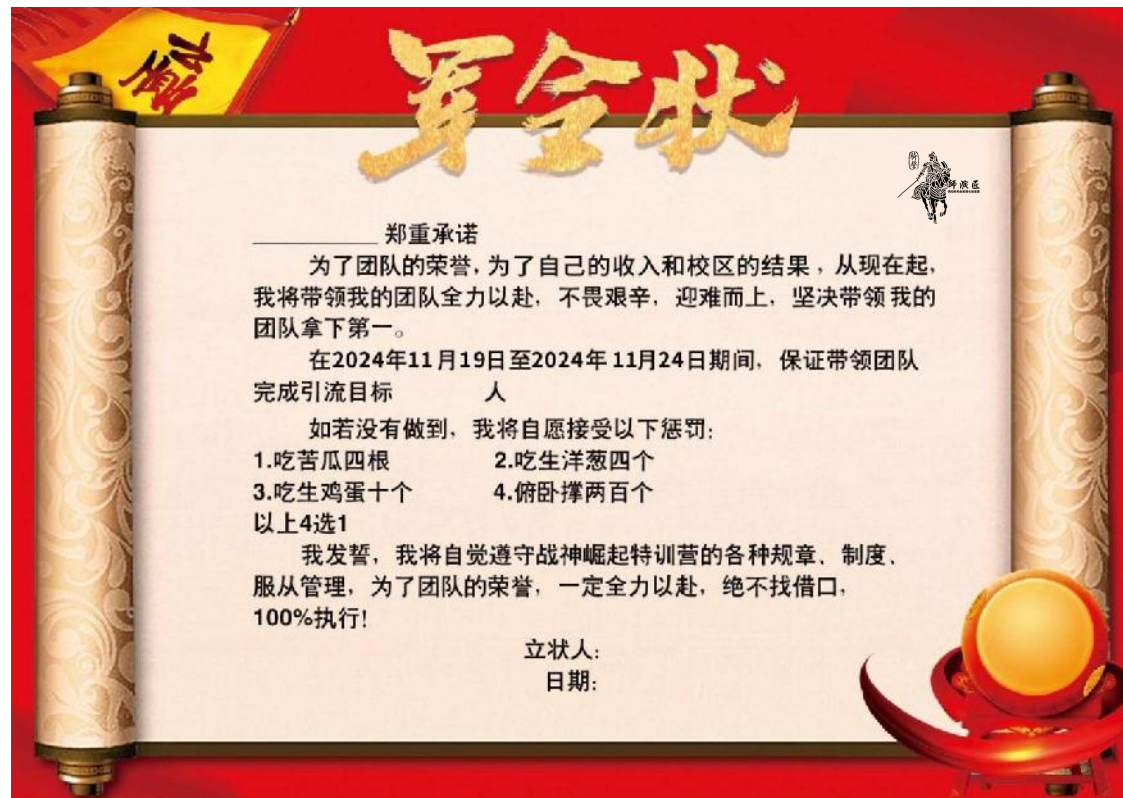 军令状
郑重承诺
为了团队的荣誉，为了自己的收入和校区的结果，从现在起，
我将带领我的团队全力以赴，不畏艰辛，迎难而上，坚决带领我的
团队拿下第一。
在2024年11月19日至2024年11月24日期间，保证带领团队
完成引流目标 人
如若没有做到，我将自愿接受以下惩罚：
1.吃苦瓜四根 2.吃生洋葱四个
3.吃生鸡蛋十个 4.俯卧撑两百个
以上4选1
我发誓，我将自觉遵守战神崛起特训营的各种规章、制度、
服从管理，为了团队的荣誉，一定全力以赴，绝不找借口，
100%执行!
立状人：
日期：